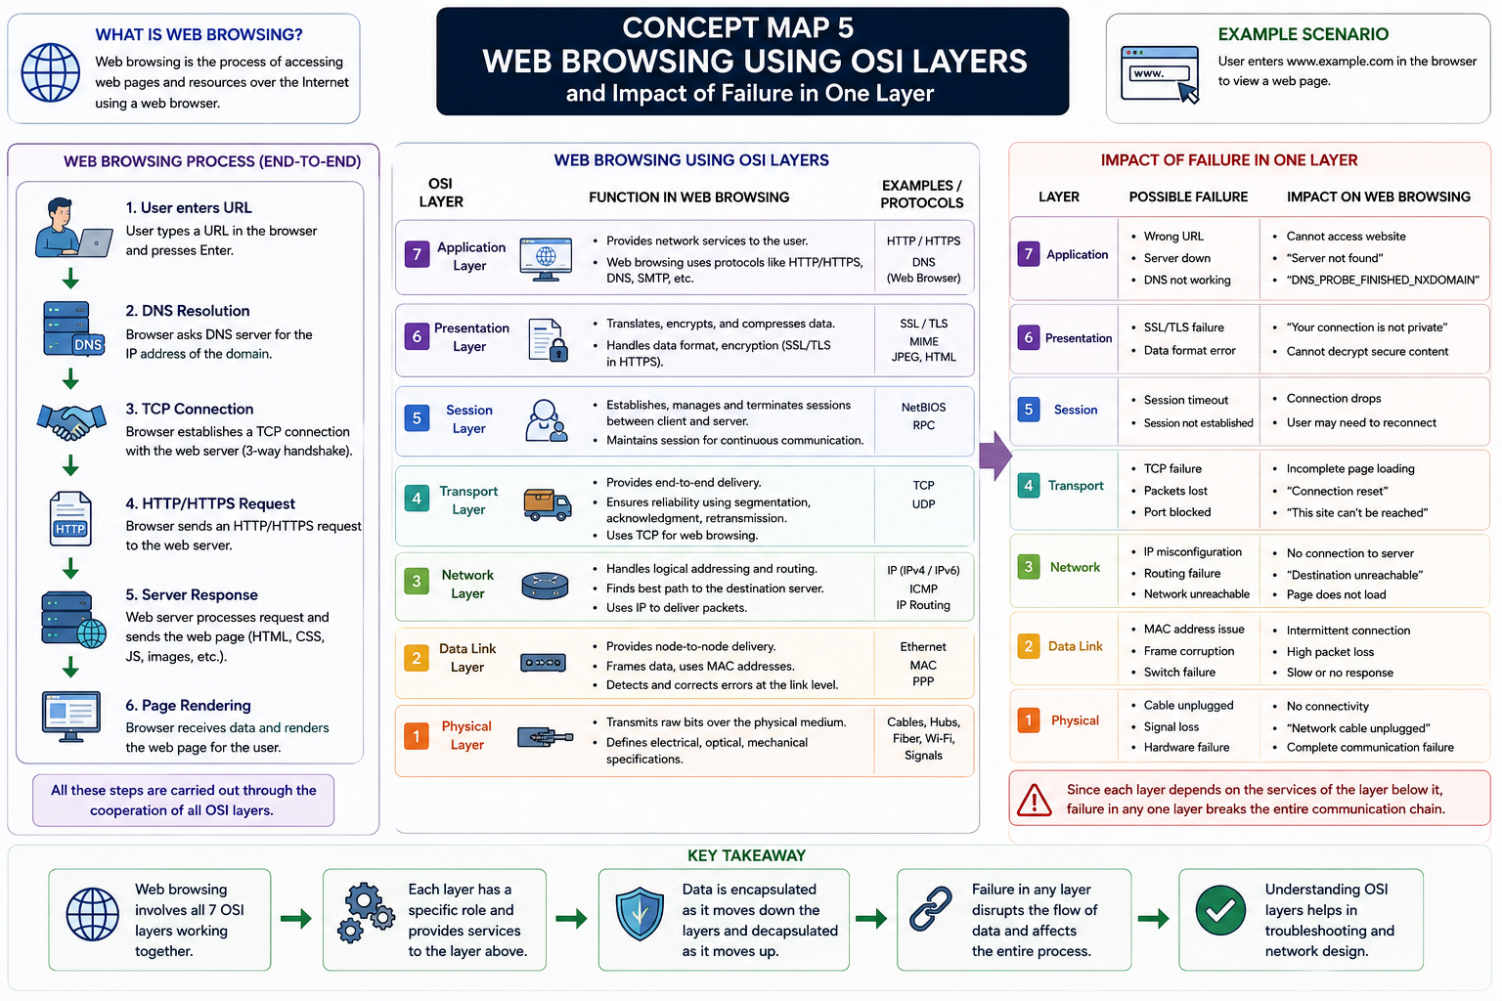 WHAT IS WEB BROWSING?
Web browsing is the process of accessing
web pages and resources over the Internet
using a web browser.
CONCEPT MAP 5
WEB BROWSING USING OSI LAYERS
and Impact of Failure in One Layer
EXAMPLE SCENARIO
www.
User enters www.example.com in the browser
to view a web page.
WEB BROWSING PROCESS (END-TO-END)
1. User enters URL
User types a URL in the browser
and presses Enter.
DNS
2. DNS Resolution
Browser asks DNS server for the
IP address of the domain.
3. TCP Connection
Browser establishes a TCP connection
with the web server (3-way handshake).
HTTP
4. HTTP/HTTPS Request
Browser sends an HTTP/HTTPS request
to the web server.
5. Server Response
Web server processes request and
sends the web page (HTML, CSS,
JS, images, etc.).
6. Page Rendering
Browser receives data and renders
the web page for the user.
All these steps are carried out through the
cooperation of all OSI layers.
WEB BROWSING USING OSI LAYERS
OSI
LAYER
FUNCTION IN WEB BROWSING
EXAMPLES /
PROTOCOLS
7
Application
Layer
• Provides network services to the user.
• Web browsing uses protocols like HTTP/HTTPS,
DNS, SMTP, etc.
HTTP / HTTPS
DNS
(Web Browser)
6
Presentation
Layer
• Translates, encrypts, and compresses data.
• Handles data format, encryption (SSL/TLS
in HTTPS).
SSL / TLS
MIME
JPEG, HTML
5
Session
Layer
• Establishes, manages and terminates sessions
between client and server.
• Maintains session for continuous communication.
NetBIOS
RPC
4
Transport
Layer
• Provides end-to-end delivery.
• Ensures reliability using segmentation,
acknowledgment, retransmission.
• Uses TCP for web browsing.
TCP
UDP
3
Network
Layer
• Handles logical addressing and routing.
• Finds best path to the destination server.
• Uses IP to deliver packets.
IP (IPv4 / IPv6)
ICMP
IP Routing
2
Data Link
Layer
• Provides node-to-node delivery.
• Frames data, uses MAC addresses.
• Detects and corrects errors at the link level.
Ethernet
MAC
PPP
1
Physical
Layer
• Transmits raw bits over the physical medium.
• Defines electrical, optical, mechanical
specifications.
Cables, Hubs,
Fiber, Wi-Fi,
Signals
IMPACT OF FAILURE IN ONE LAYER
LAYER
POSSIBLE FAILURE
IMPACT ON WEB BROWSING
7
Application
• Wrong URL
• Server down
• DNS not working
• Cannot access website
• “Server not found”
• “DNS_PROBE_FINISHED_NXDOMAIN”
6
Presentation
• SSL/TLS failure
• Data format error
• “Your connection is not private”
• Cannot decrypt secure content
5
Session
• Session timeout
• Session not established
• Connection drops
• User may need to reconnect
4
Transport
• TCP failure
• Packets lost
• Port blocked
• Incomplete page loading
• “Connection reset”
• “This site can’t be reached”
3
Network
• IP misconfiguration
• Routing failure
• Network unreachable
• No connection to server
• “Destination unreachable”
• Page does not load
2
Data Link
• MAC address issue
• Frame corruption
• Switch failure
• Intermittent connection
• High packet loss
• Slow or no response
1
Physical
• Cable unplugged
• Signal loss
• Hardware failure
• No connectivity
• “Network cable unplugged”
• Complete communication failure
Since each layer depends on the services of the layer below it,
failure in any one layer breaks the entire communication chain.
KEY TAKEAWAY
Web browsing
involves all 7 OSI
layers working
together.
Each layer has a
specific role and
provides services
to the layer above.
Data is encapsulated
as it moves down the
layers and decapsulated
as it moves up.
Failure in any layer
disrupts the flow of
data and affects
the entire process.
Understanding OSI
layers helps in
troubleshooting and
network design.